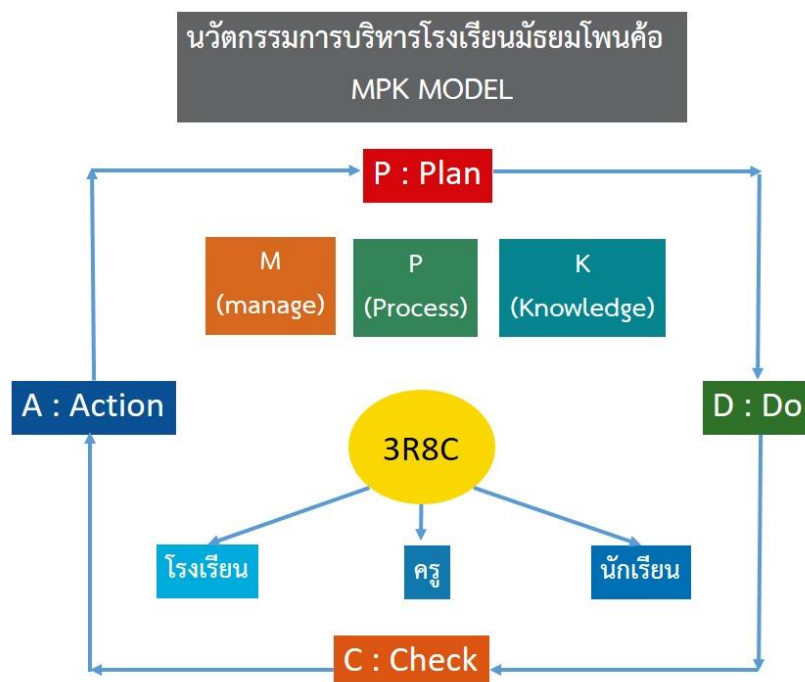 นวัตกรรมการบริหารโรงเรียนมัธยมโพนค้อ
MPK MODEL
P : Plan
M
(manage)
P
(Process)
K
(Knowledge)
A : Action
D : Do
3R8C
โรงเรียน
ครู
นักเรียน
C : Check